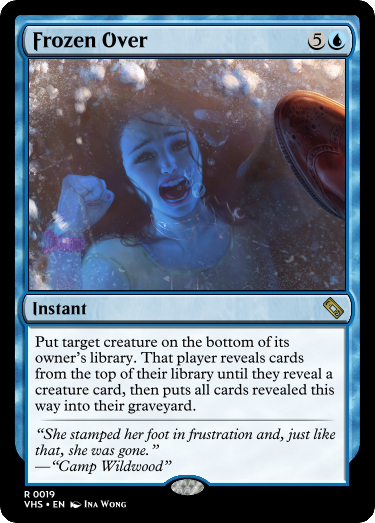 Frozen Over
5
Instant
Put target creature on the bottom of its
owner's library. That player reveals cards
from the top of their library until they reveal a
creature card, then puts all cards revealed this
way into their graveyard.
"She stamped her foot in frustration and, just like
that, she was gone."
—"Camp Wildwood"
R 0019
VHS • EN Ina Wong